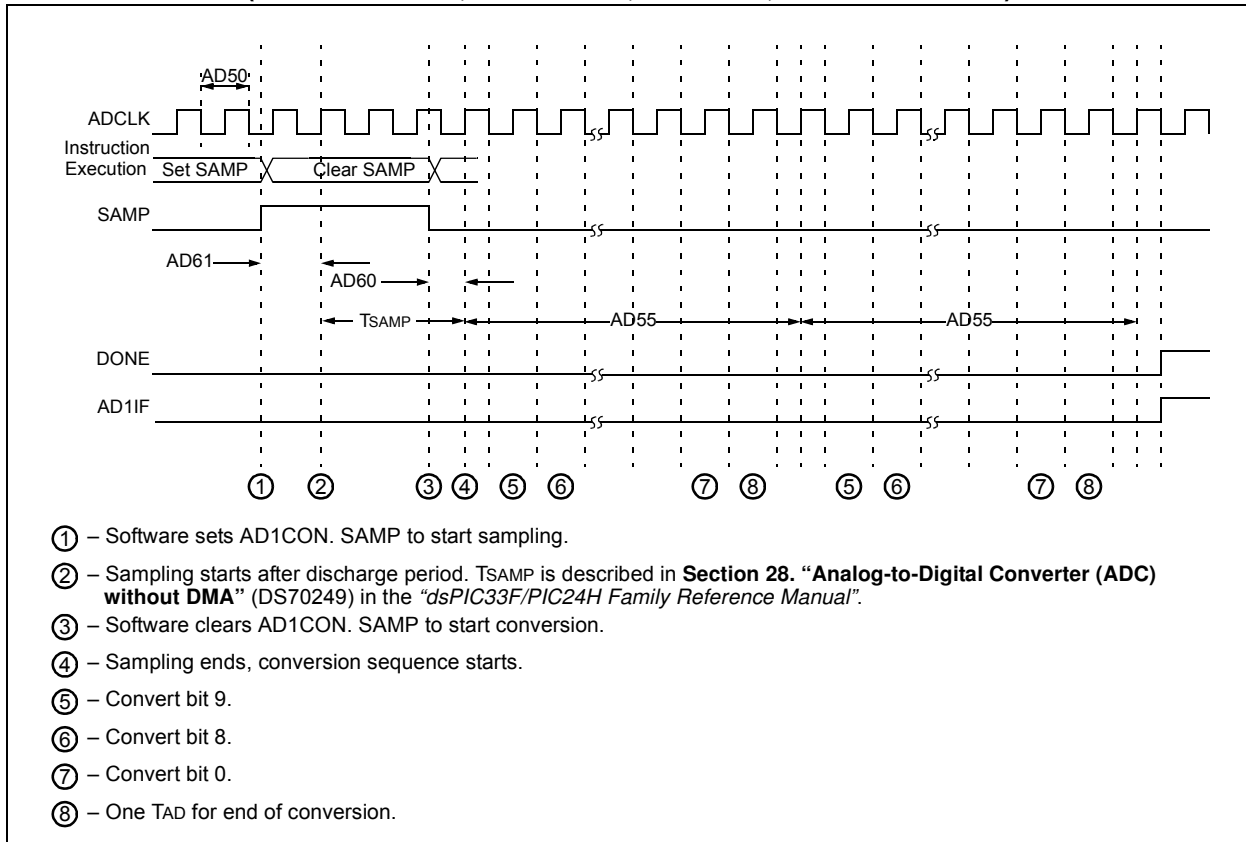 AD50
ADCLK
Instruction
Execution Set SAMP Clear SAMP
SAMP
AD61
AD60
TSAMP AD55 AD55
DONE
AD1IF
1 2 3 4 5 6 7 8 5 6 7 8
1 – Software sets AD1CON. SAMP to start sampling.
2 – Sampling starts after discharge period. TSAMP is described in Section 28. “Analog-to-Digital Converter (ADC)
without DMA” (DS70249) in the “dsPIC33F/PIC24H Family Reference Manual”.
3 – Software clears AD1CON. SAMP to start conversion.
4 – Sampling ends, conversion sequence starts.
5 – Convert bit 9.
6 – Convert bit 8.
7 – Convert bit 0.
8 – One TAD for end of conversion.